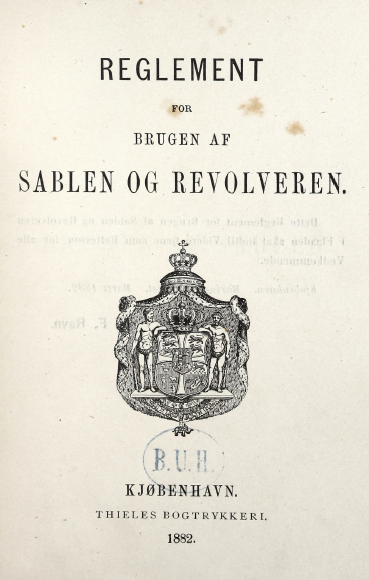 REGLEMENT
FOR
BRUGEN AF
SABLEN OG REVOLVEREN.
B.U.H.
KJØBENHAVN.
THIELES BOGTRYKKERI.
1882.